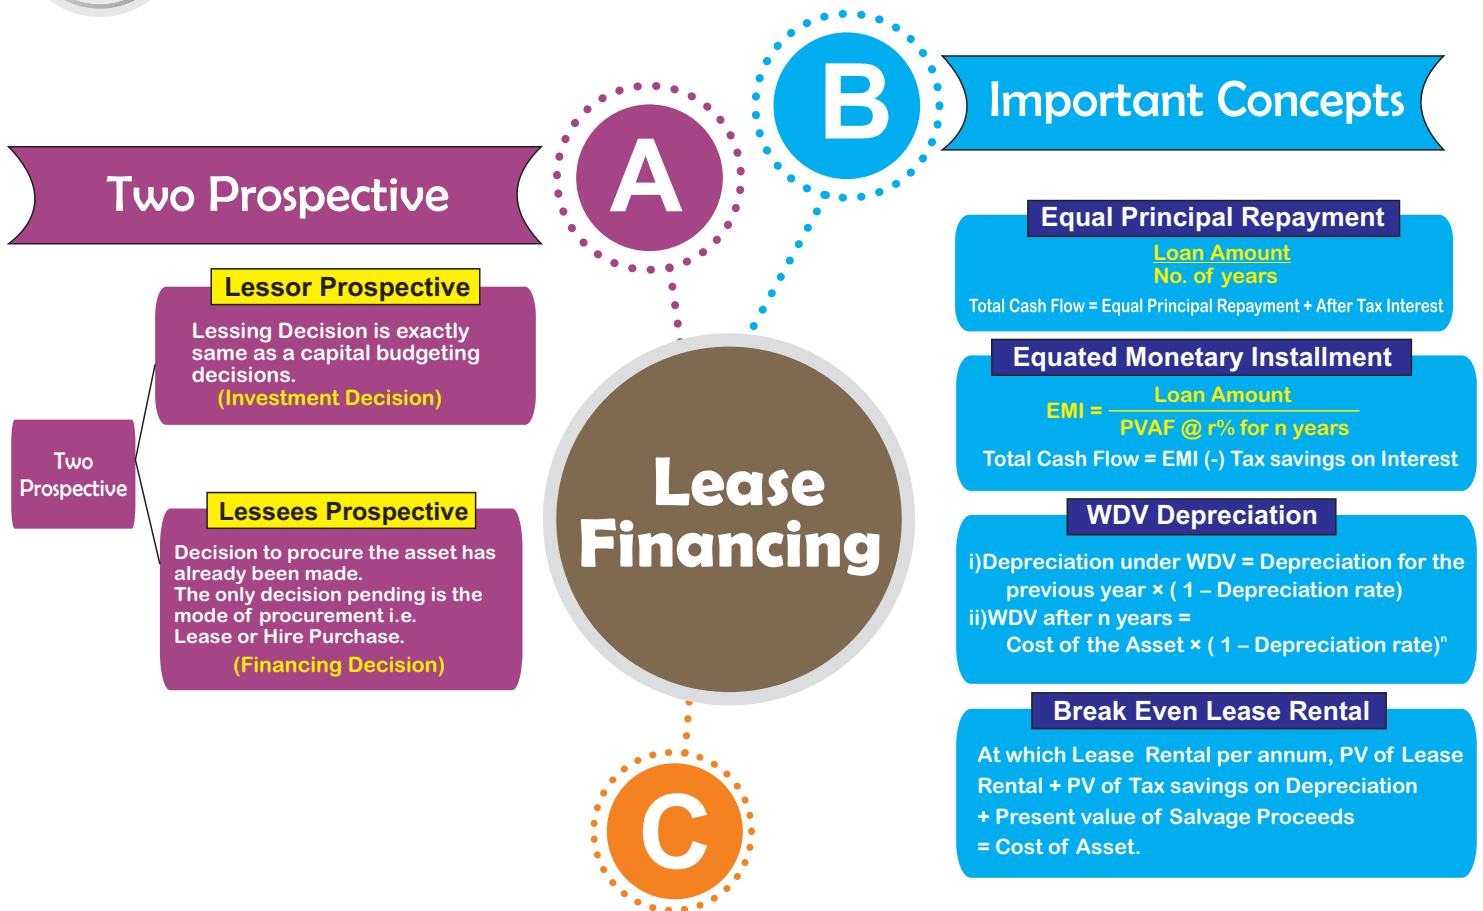 A
Two Prospective
Two
Prospective
Lessor Prospective
Lessing Decision is exactly
same as a capital budgeting
decisions.
(Investment Decision)
Lessees Prospective
Decision to procure the asset has
already been made.
The only decision pending is the
mode of procurement i.e.
Lease or Hire Purchase.
(Financing Decision)
Lease
Financing
B
Important Concepts
Equal Principal Repayment
Loan Amount
No. of years
Total Cash Flow = Equal Principal Repayment + After Tax Interest
Equated Monetary Installment
EMI = Loan Amount
PVAF @ r% for n years
Total Cash Flow = EMI (-) Tax savings on Interest
WDV Depreciation
i)Depreciation under WDV = Depreciation for the
previous year × ( 1 – Depreciation rate)
ii)WDV after n years =
Cost of the Asset × ( 1 – Depreciation rate)ⁿ
Break Even Lease Rental
At which Lease Rental per annum, PV of Lease
Rental + PV of Tax savings on Depreciation
+ Present value of Salvage Proceeds
= Cost of Asset.
C